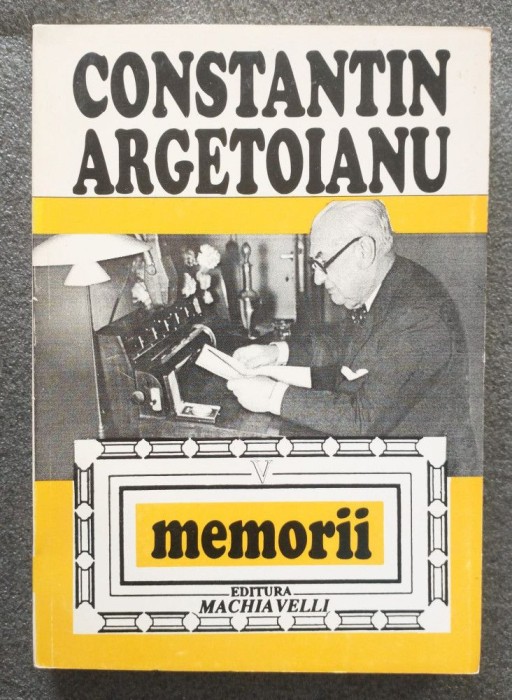 CONSTANTIN
ARGETOIANU
V
memorii
EDITURA
MACHIAVELLI